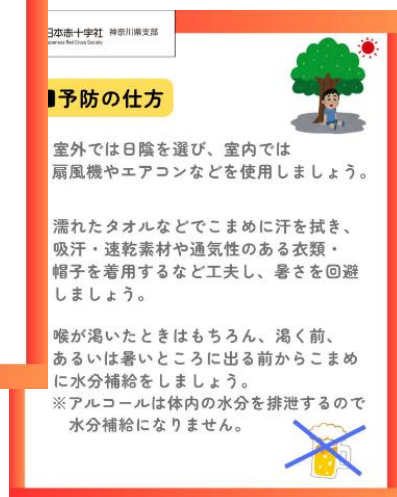 日本赤十字社 神奈川県支部
Japanese Red Cross Society
■予防の仕方
室外では日陰を選び、室内では
扇風機やエアコンなどを使用しましょう。
濡れたタオルなどでこまめに汗を拭き、
吸汗・速乾素材や通気性のある衣類・
帽子を着用するなど工夫し、暑さを回避
しましょう。
喉が渇いたときはもちろん、渇く前、
あるいは暑いところに出る前からこまめ
に水分補給をしましょう。
※アルコールは体内の水分を排泄するので
水分補給になりません。